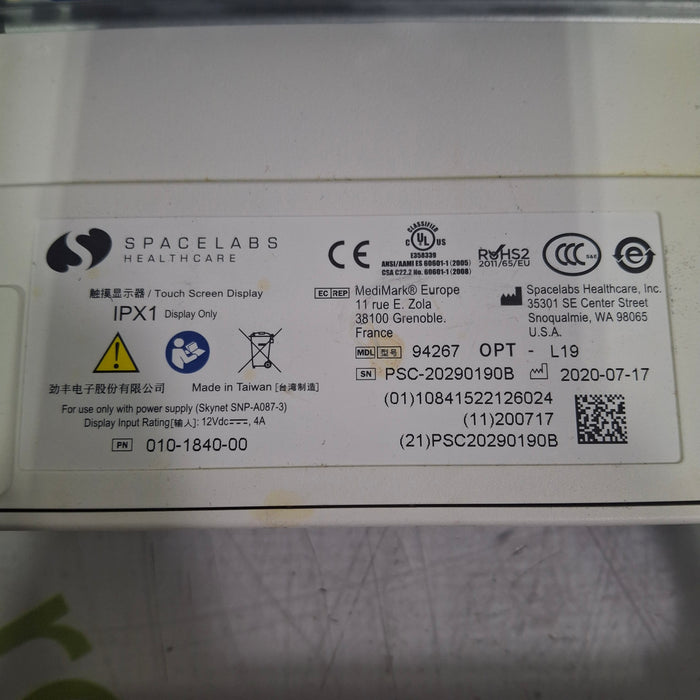 SPACELABS
HEALTHCARE
CE
CLASSIFIED
C UL US
E358339
ANSI/AAMI ES 60601-1 (2005)
CSA C22.2 No. 60601-1 (2008)
RoHS2
2011/65/EU
CCC S&E
e
触摸显示器 / Touch Screen Display
IPX1 Display Only
EC REP MediMark® Europe
11 rue E. Zola
38100 Grenoble.
France
Spacelabs Healthcare, Inc.
35301 SE Center Street
Snoqualmie, WA 98065
U.S.A.
MDL 型号 94267 OPT - L19
劲丰电子股份有限公司 Made in Taiwan [台湾制造]
SN PSC-20290190B 2020-07-17
For use only with power supply (Skynet SNP-A087-3)
Display Input Rating[输入]: 12Vdc⎓, 4A
PN 010-1840-00
(01)10841522126024
(11)200717
(21)PSC20290190B